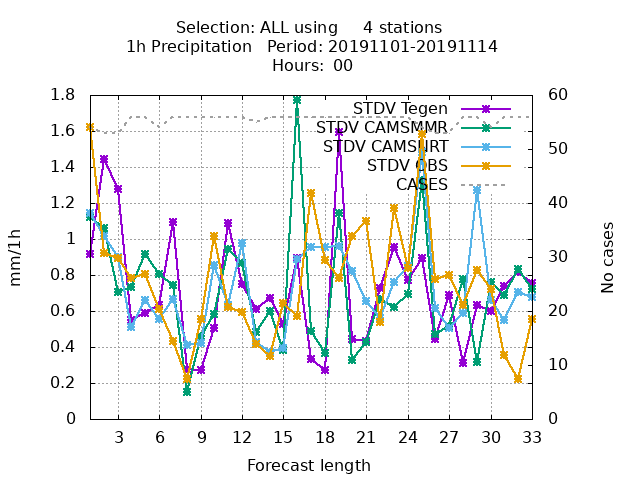 Selection: ALL using 4 stations
1h Precipitation Period: 20191101-20191114
Hours: 00
1.8 60
STDV Tegen
STDV CAMSMMR
1.6
STDV CAMSNRT
50
STDV OBS
1.4
CASES
1.2 40
1 30
0.8
0.6 20
0.4
10
0.2
0 0
mm/1h
No cases
3 6 9 12 15 18 21 24 27 30 33
Forecast length